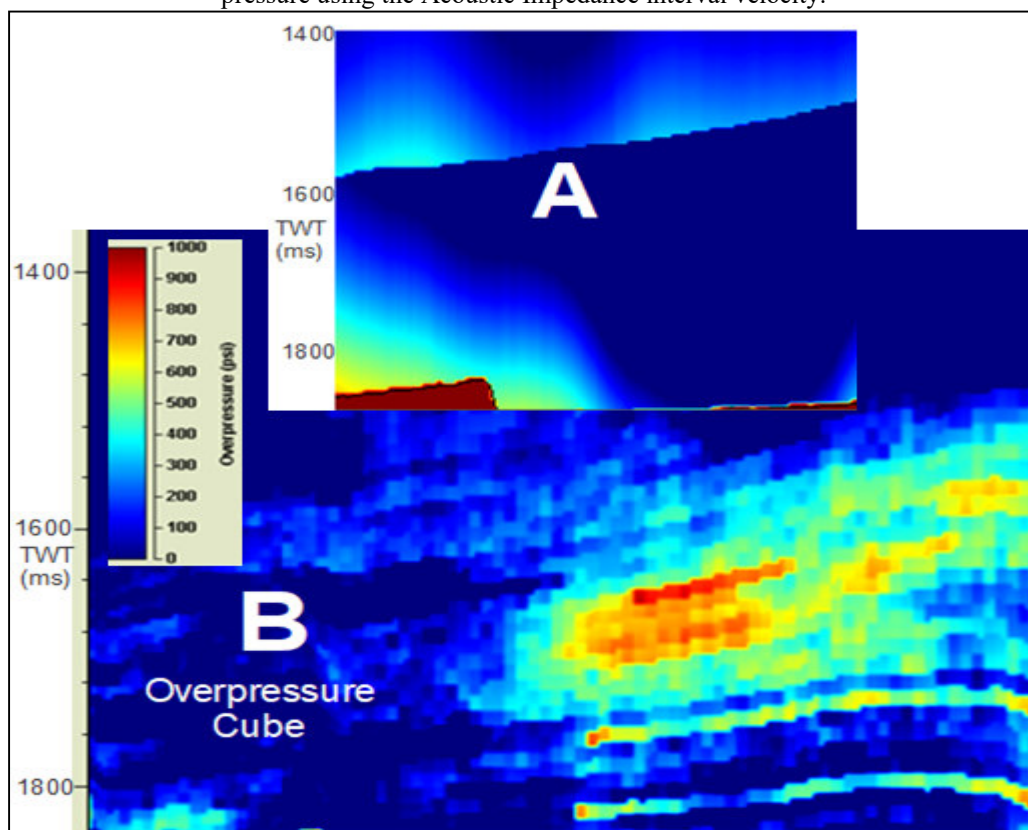 pressure using the Acoustic Impedance interval velocity.
1400
A
1600
TWT
(ms)
1800
1400
1000
900
800
700
600
500
400
300
200
100
0
Overpressure (psi)
1600
TWT
(ms)
B
Overpressure
Cube
1800